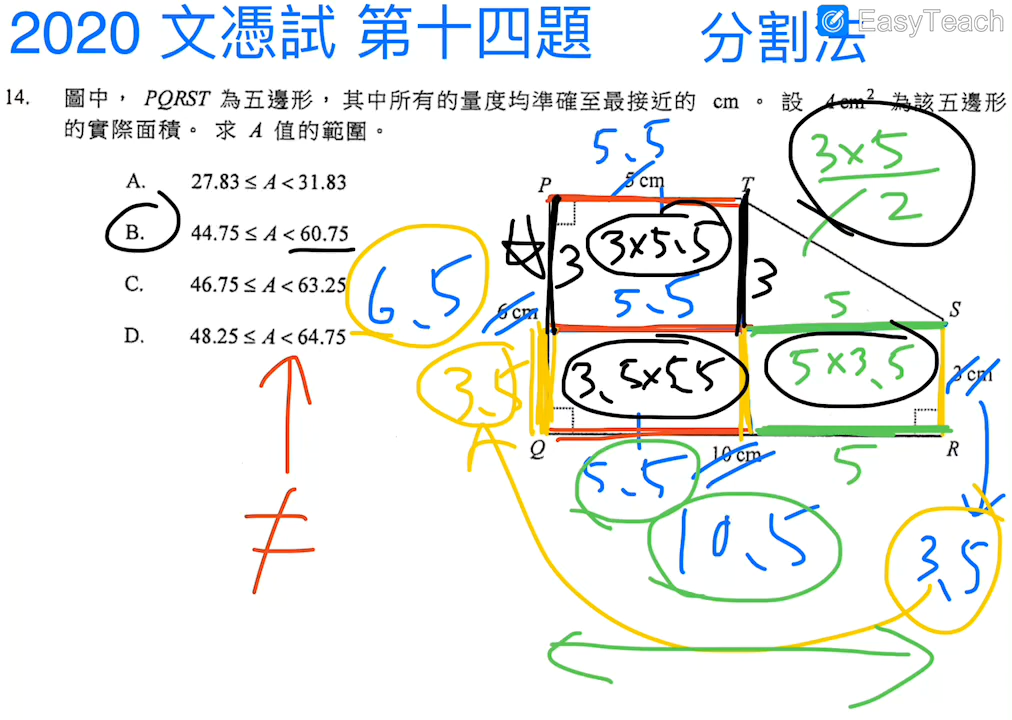 2020 文憑試 第十四題 分割法 EasyTeach
14. 圖中， PQRST 為五邊形，其中所有的量度均準確至最接近的 cm 。 設 A cm² 為該五邊形
的實際面積。 求 A 值的範圍。
A. 27.83 ≤ A < 31.83
B. 44.75 ≤ A < 60.75
C. 46.75 ≤ A < 63.25
D. 48.25 ≤ A < 64.75
5.5
3×5
2
P 5 cm T
3×5.5
3
3
5.5
5
S
6.5
6 cm
3.5
3.5×5.5
5×3.5
3 cm
Q 10 cm R
5.5
5
10.5
3.5
≠